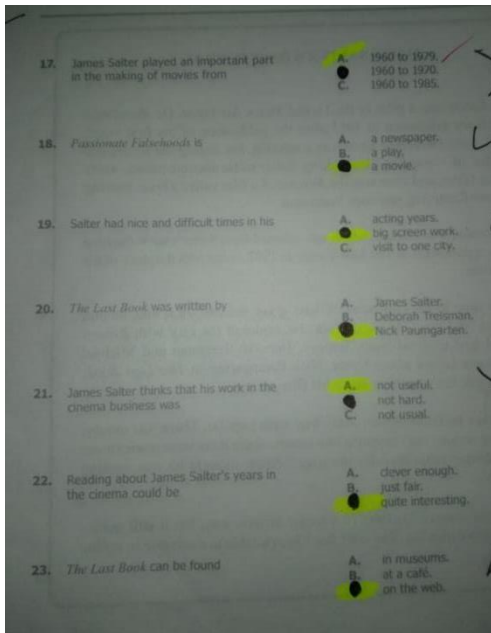 17. James Salter played an important part A. 1960 to 1979.
in the making of movies from 1960 to 1970.
C. 1960 to 1985.
18. Passionate Falsehoods is A. a newspaper.
B. a play.
a movie.
19. Salter had nice and difficult times in his A. acting years.
big screen work.
C. visit to one city.
20. The Last Book was written by A. James Salter.
B. Deborah Treisman.
Nick Paumgarten.
21. James Salter thinks that his work in the A. not useful.
cinema business was not hard.
C. not usual.
22. Reading about James Salter's years in A. clever enough.
the cinema could be B. just fair.
quite interesting.
23. The Last Book can be found A. in museums.
B. at a café.
on the web.